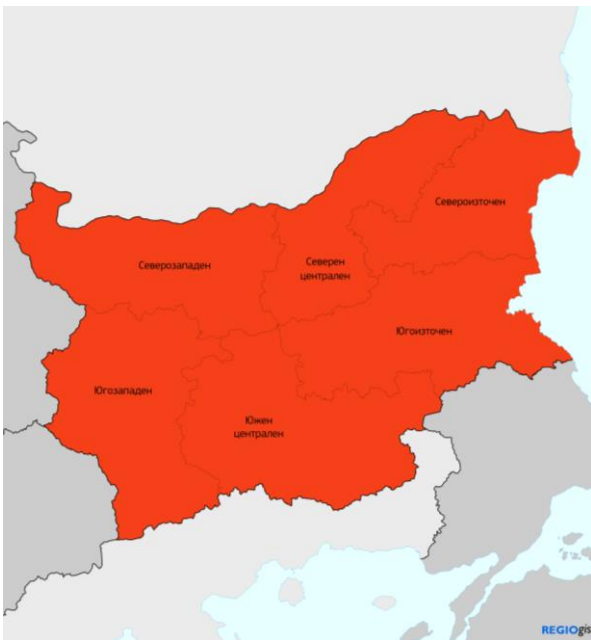 Североизточен
Северозападен
Северен
централен
Югоизточен
Югозападен
Южен
централен
REGIOgis